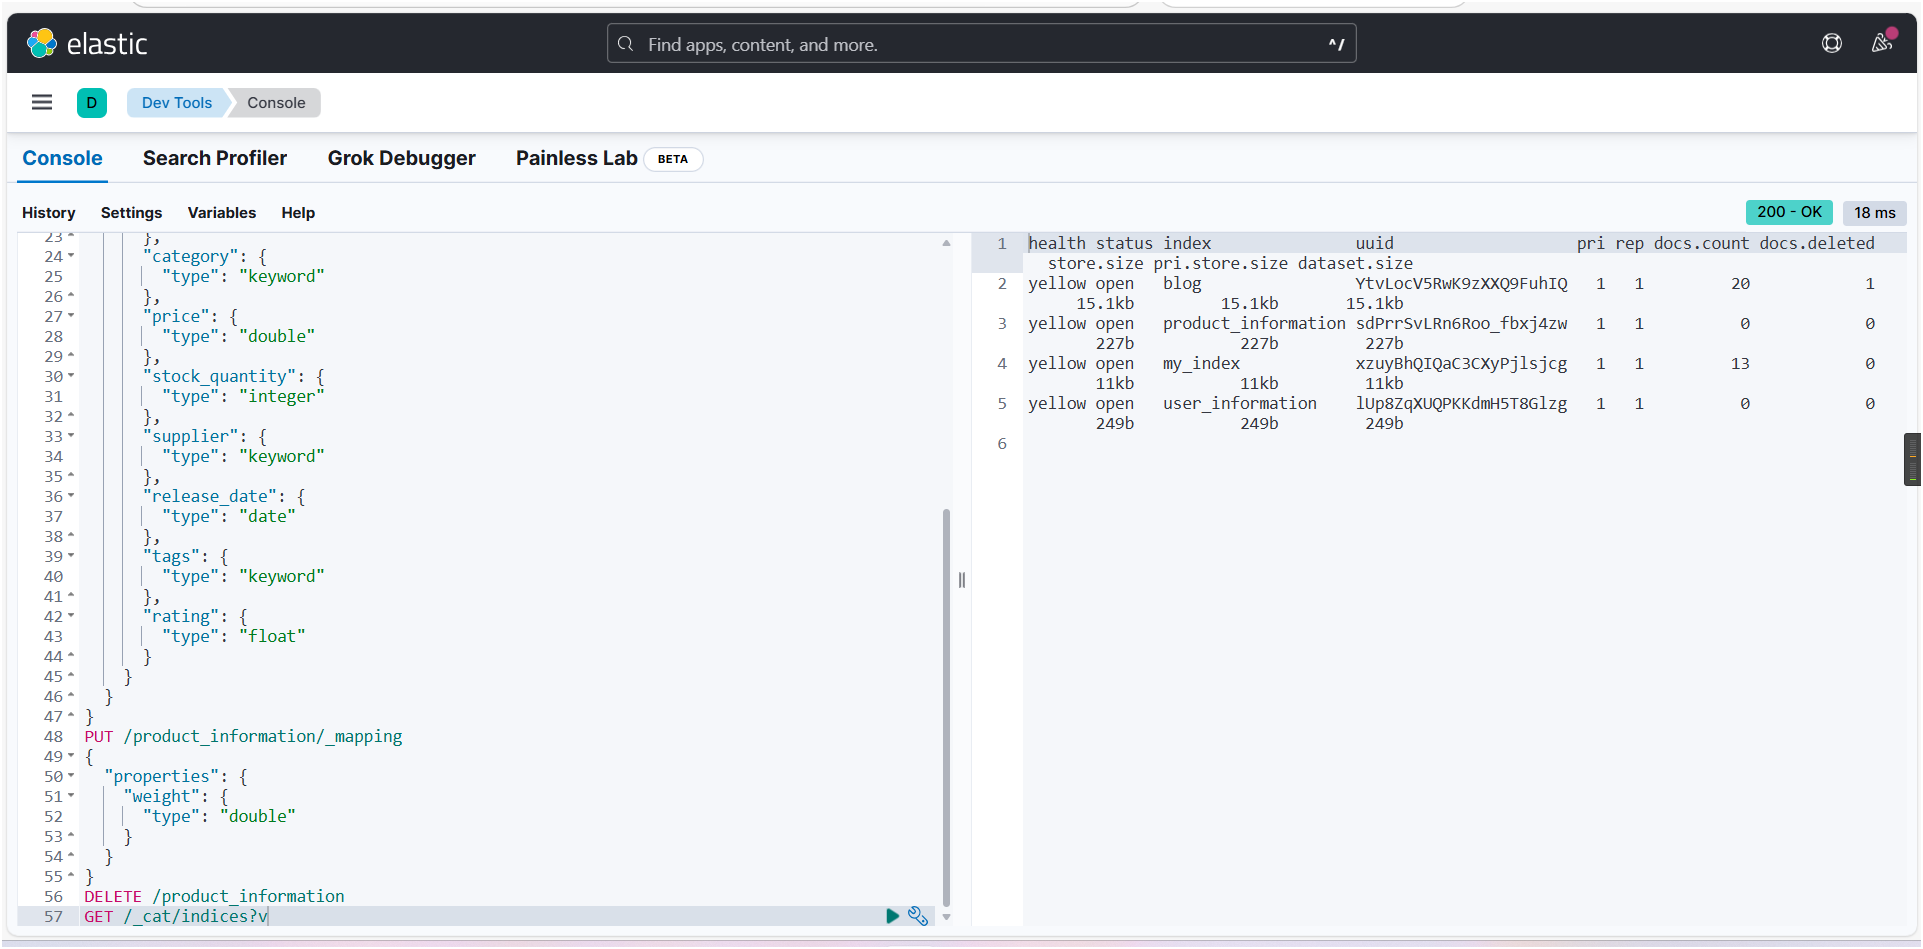 elastic
Find apps, content, and more.
^/
D
Dev Tools
Console
Console
Search Profiler
Grok Debugger
Painless Lab
BETA
History
Settings
Variables
Help
200 - OK
18 ms
23 },
24 "category": {
25 "type": "keyword"
26 },
27 "price": {
28 "type": "double"
29 },
30 "stock_quantity": {
31 "type": "integer"
32 },
33 "supplier": {
34 "type": "keyword"
35 },
36 "release_date": {
37 "type": "date"
38 },
39 "tags": {
40 "type": "keyword"
41 },
42 "rating": {
43 "type": "float"
44 }
45 }
46 }
47 }
48 PUT /product_information/_mapping
49 {
50 "properties": {
51 "weight": {
52 "type": "double"
53 }
54 }
55 }
56 DELETE /product_information
57 GET /_cat/indices?v
1 health status index uuid pri rep docs.count docs.deleted
store.size pri.store.size dataset.size
2 yellow open blog YtvLocV5RwK9zXXQ9FuhIQ 1 1 20 1
15.1kb 15.1kb 15.1kb
3 yellow open product_information sdPrrSvLRn6Roo_fbxj4zw 1 1 0 0
227b 227b 227b
4 yellow open my_index xzuyBhQIQaC3CXyPjlsjcg 1 1 13 0
11kb 11kb 11kb
5 yellow open user_information lUp8ZqXUQPKKdmH5T8Glzg 1 1 0 0
249b 249b 249b
6